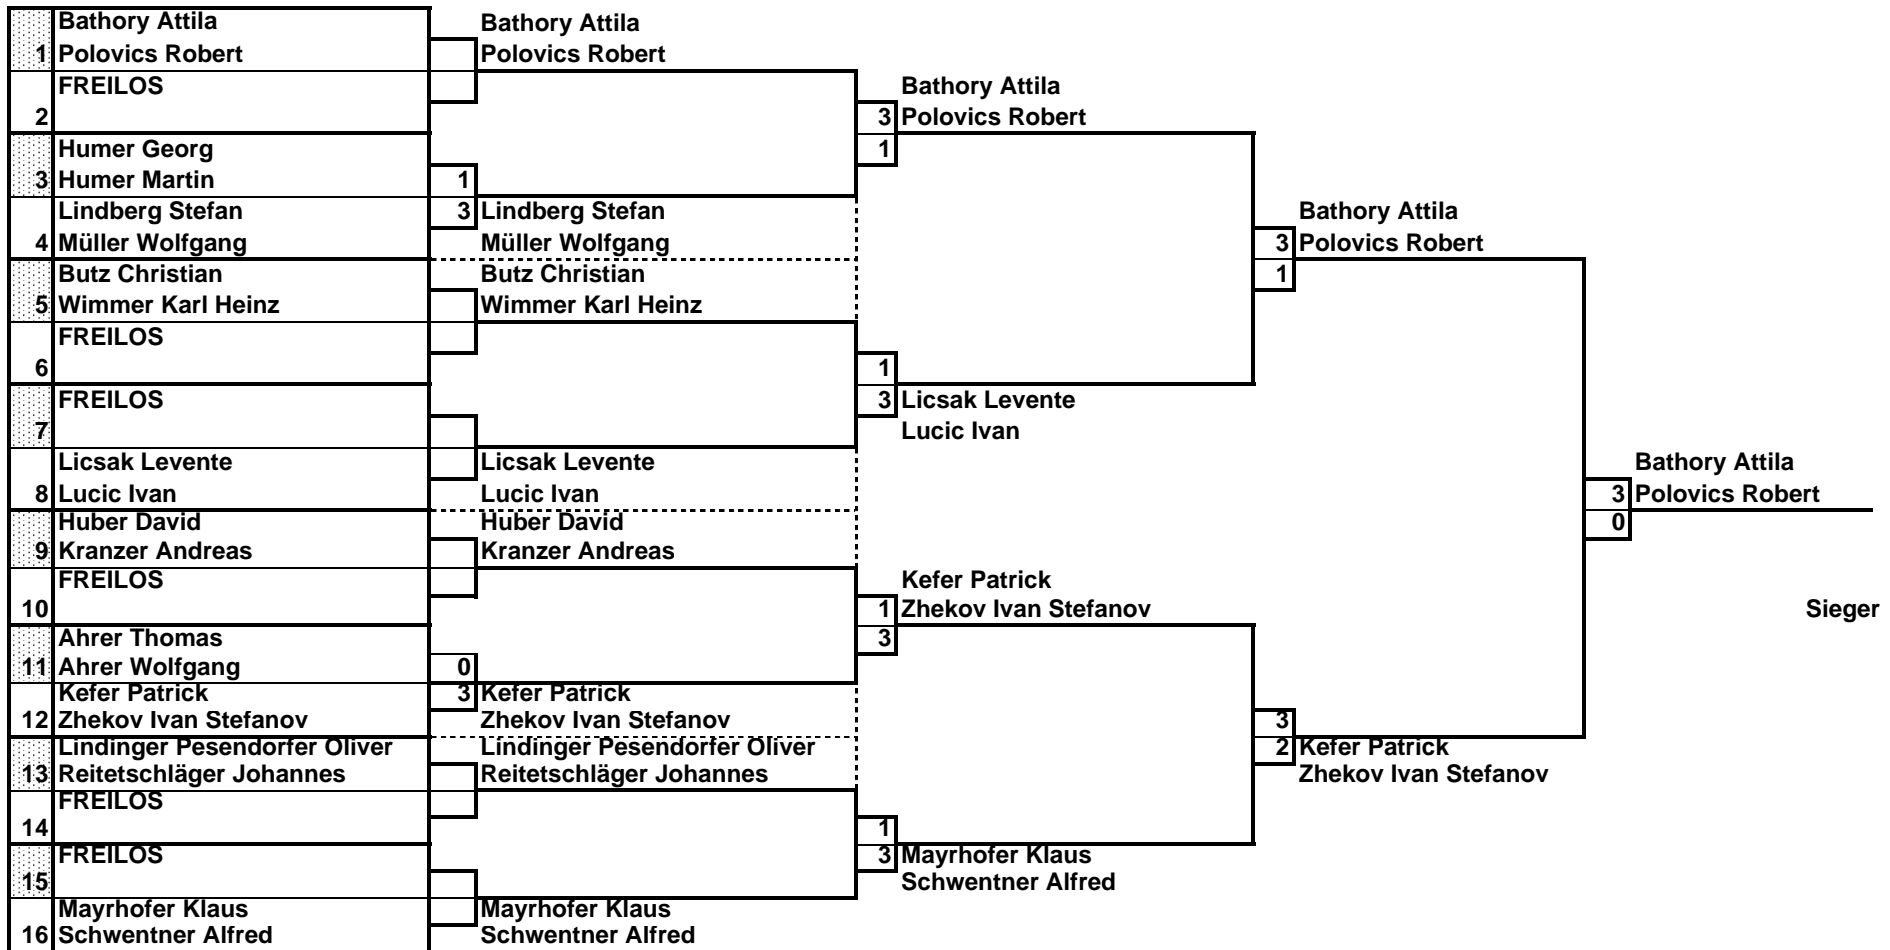 Bathory Attila Bathory Attila
1 Polovics Robert Polovics Robert
FREILOS Bathory Attila
2 3 Polovics Robert
Humer Georg 1
3 Humer Martin 1
Lindberg Stefan 3 Lindberg Stefan Bathory Attila
4 Müller Wolfgang Müller Wolfgang 3 Polovics Robert
Butz Christian Butz Christian 1
5 Wimmer Karl Heinz Wimmer Karl Heinz
FREILOS
6 1
FREILOS 3 Licsak Levente
7 Lucic Ivan
Licsak Levente Licsak Levente Bathory Attila
8 Lucic Ivan Lucic Ivan 3 Polovics Robert
Huber David Huber David 0
9 Kranzer Andreas Kranzer Andreas
FREILOS Kefer Patrick
10 1 Zhekov Ivan Stefanov Sieger
Ahrer Thomas 3
11 Ahrer Wolfgang 0
Kefer Patrick 3 Kefer Patrick
12 Zhekov Ivan Stefanov Zhekov Ivan Stefanov 3
Lindinger Pesendorfer Oliver Lindinger Pesendorfer Oliver 2 Kefer Patrick
13 Reitetschläger Johannes Reitetschläger Johannes Zhekov Ivan Stefanov
FREILOS
14 1
FREILOS 3 Mayrhofer Klaus
15 Schwentner Alfred
Mayrhofer Klaus Mayrhofer Klaus
16 Schwentner Alfred Schwentner Alfred